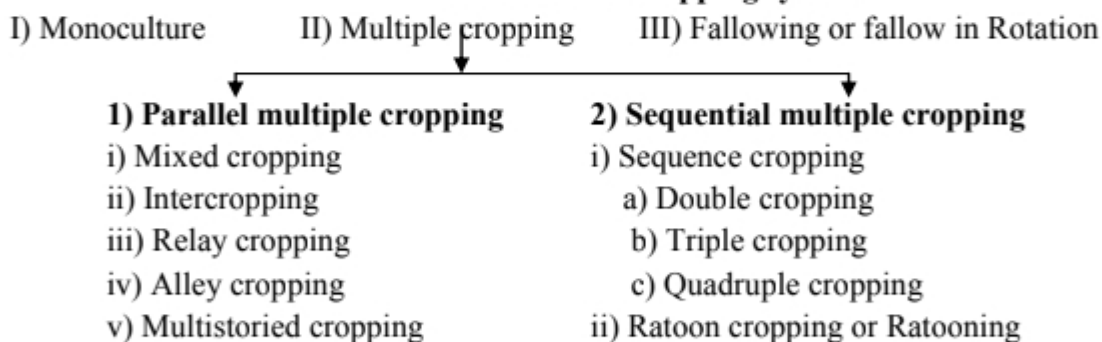 I) Monoculture II) Multiple cropping III) Fallowing or fallow in Rotation
1) Parallel multiple cropping 2) Sequential multiple cropping
i) Mixed cropping i) Sequence cropping
ii) Intercropping a) Double cropping
iii) Relay cropping b) Triple cropping
iv) Alley cropping c) Quadruple cropping
v) Multistoried cropping ii) Ratoon cropping or Ratooning